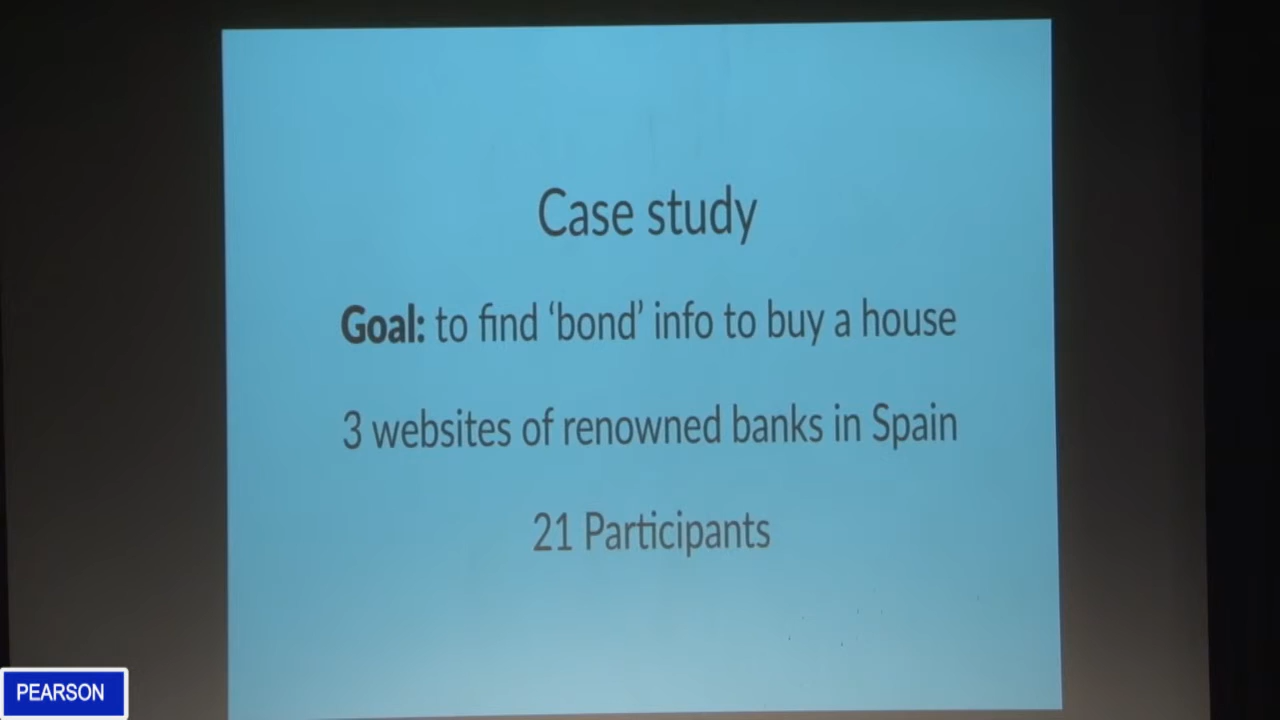 Case study
Goal: to find ‘bond’ info to buy a house
3 websites of renowned banks in Spain
21 Participants
PEARSON